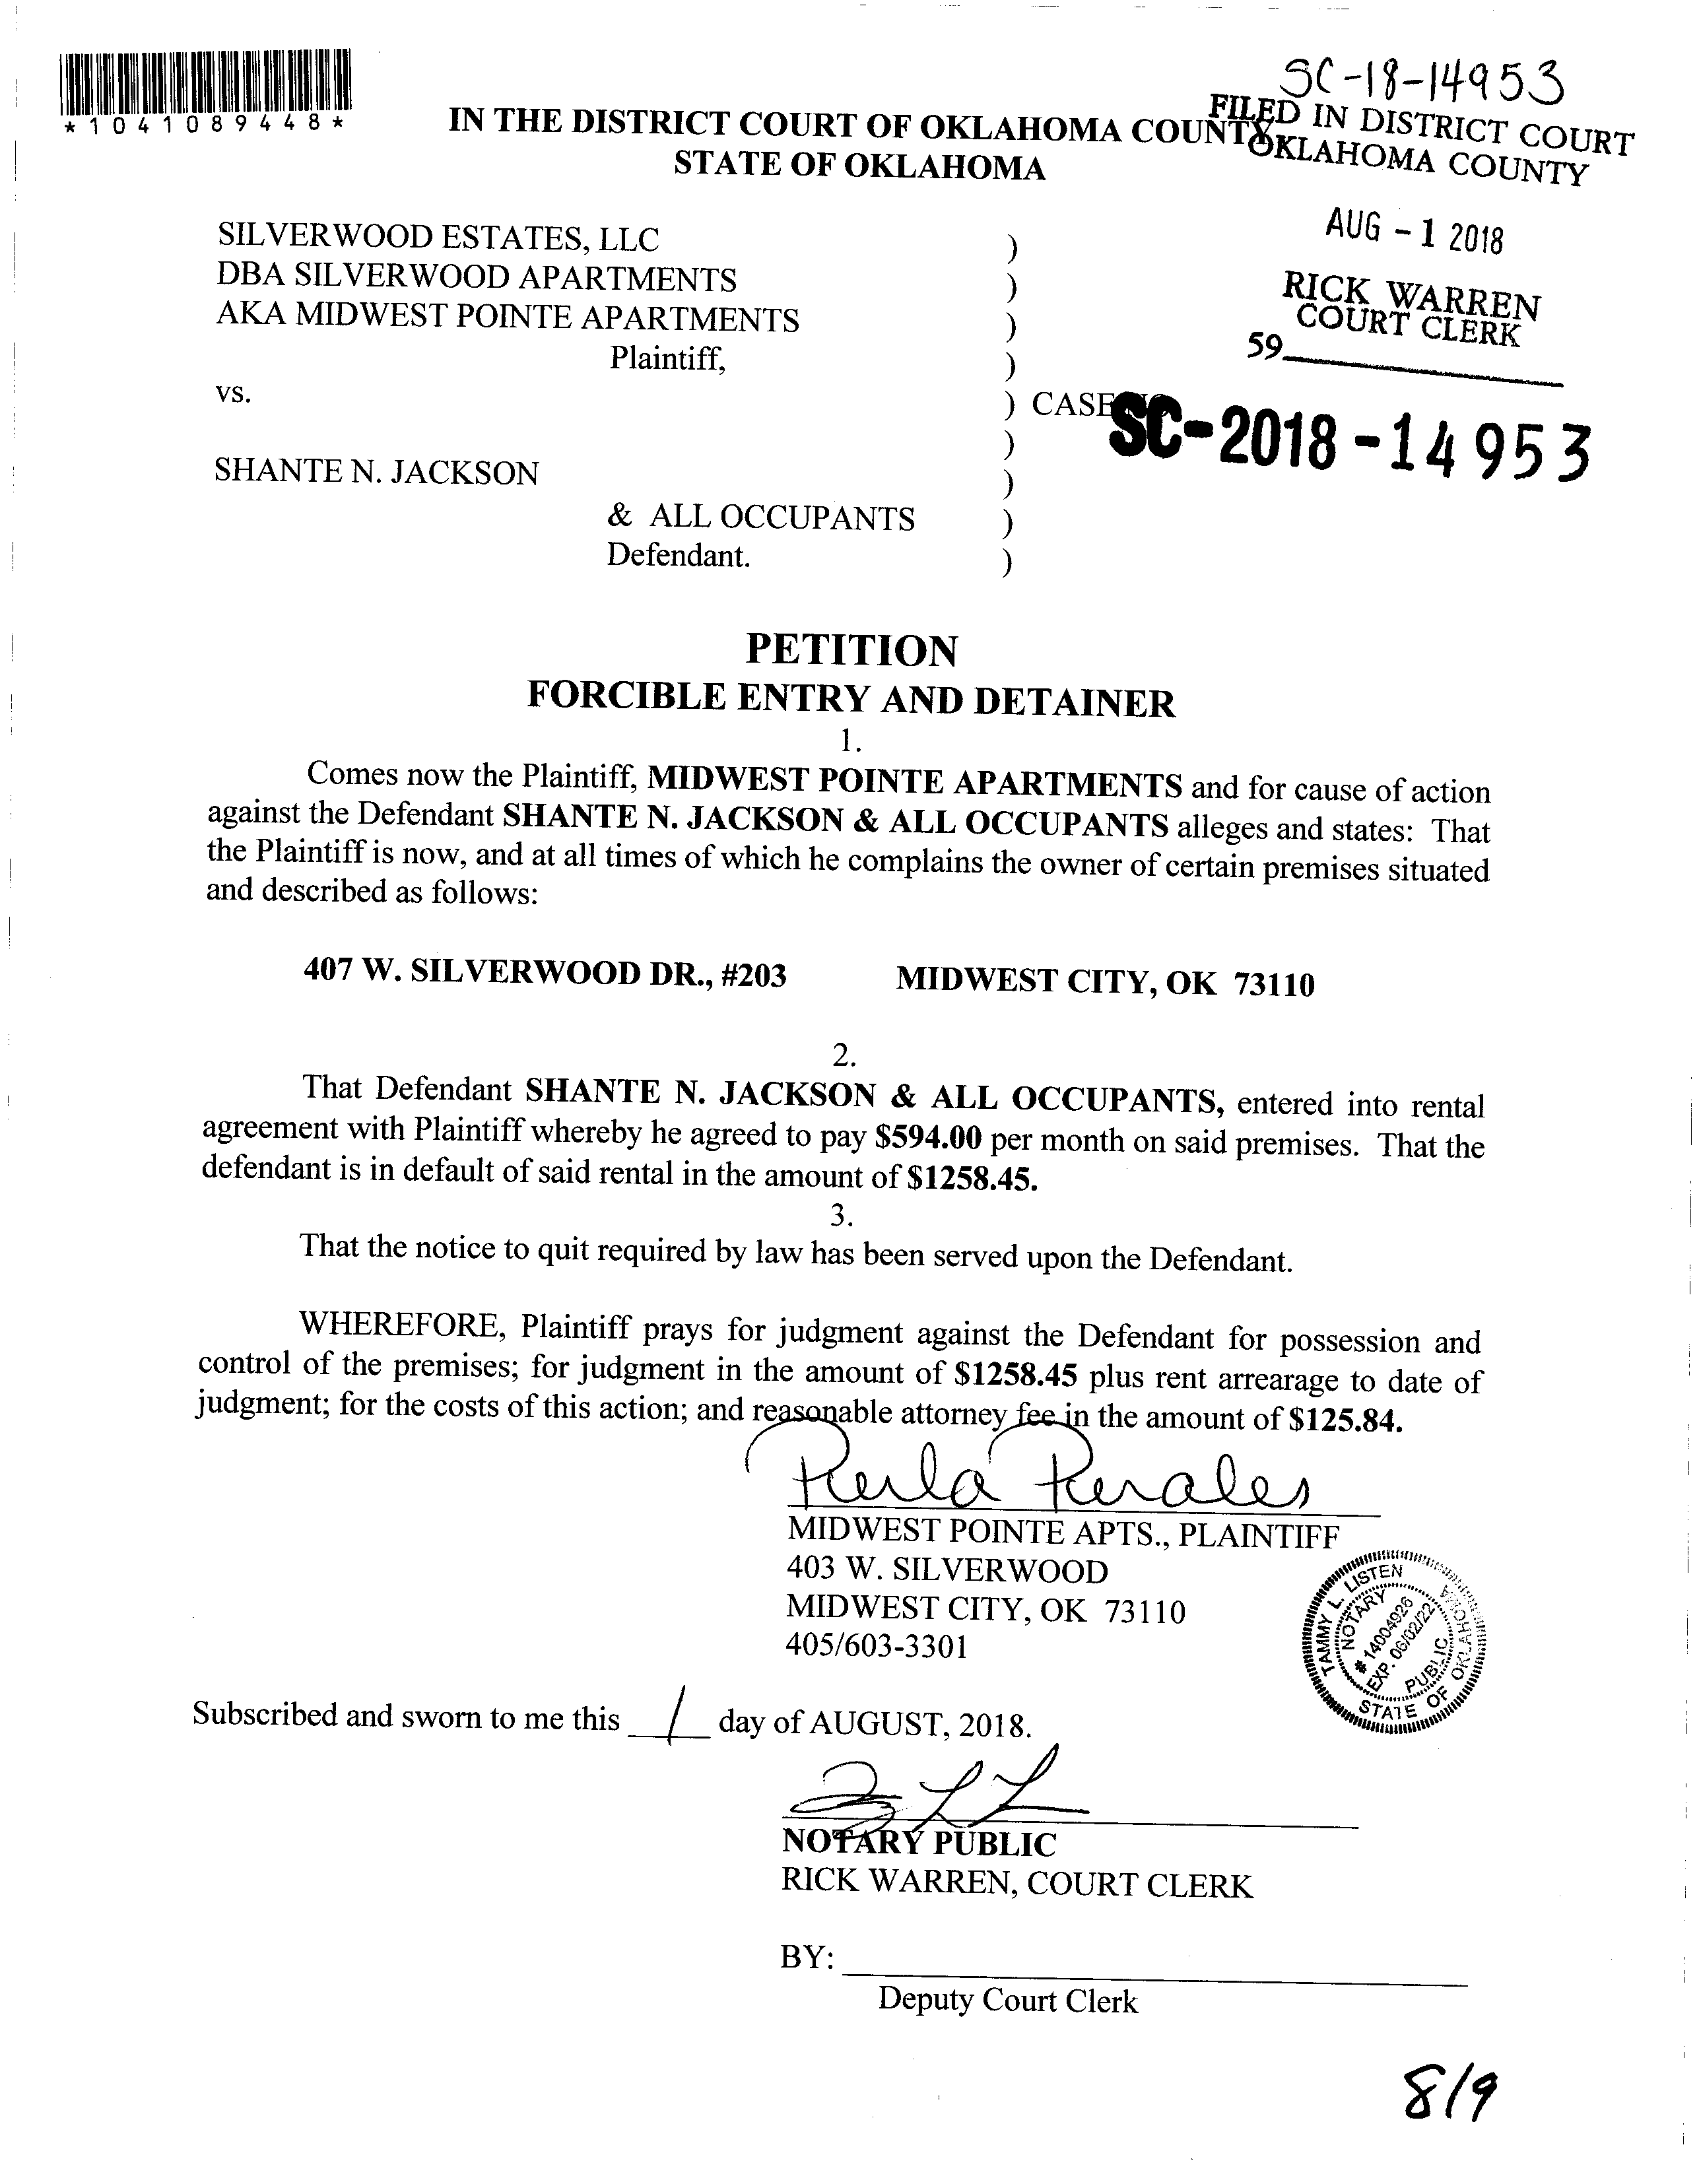 SC-18-14953
*1041089448*
IN THE DISTRICT COURT OF OKLAHOMA COUNTY
STATE OF OKLAHOMA
FILED IN DISTRICT COURT
OKLAHOMA COUNTY
AUG - 1 2018
RICK WARREN
COURT CLERK
59
SILVERWOOD ESTATES, LLC )
DBA SILVERWOOD APARTMENTS )
AKA MIDWEST POINTE APARTMENTS )
Plaintiff, )
vs. ) CASE
SC-2018-14953
)
SHANTE N. JACKSON )
& ALL OCCUPANTS )
Defendant. )
PETITION
FORCIBLE ENTRY AND DETAINER
1.
Comes now the Plaintiff, MIDWEST POINTE APARTMENTS and for cause of action
against the Defendant SHANTE N. JACKSON & ALL OCCUPANTS alleges and states: That
the Plaintiff is now, and at all times of which he complains the owner of certain premises situated
and described as follows:
407 W. SILVERWOOD DR., #203 MIDWEST CITY, OK 73110
2.
That Defendant SHANTE N. JACKSON & ALL OCCUPANTS, entered into rental
agreement with Plaintiff whereby he agreed to pay $594.00 per month on said premises. That the
defendant is in default of said rental in the amount of $1258.45.
3.
That the notice to quit required by law has been served upon the Defendant.
WHEREFORE, Plaintiff prays for judgment against the Defendant for possession and
control of the premises; for judgment in the amount of $1258.45 plus rent arrearage to date of
judgment; for the costs of this action; and reasonable attorney fee in the amount of $125.84.
Perla Perales
MIDWEST POINTE APTS., PLAINTIFF
403 W. SILVERWOOD
MIDWEST CITY, OK 73110
405/603-3301
TAMMY L. LISTEN
NOTARY
# 14004926
EXP. 06/02/22
PUBLIC
STATE OF OKLAHOMA
Subscribed and sworn to me this 1 day of AUGUST, 2018.
NOTARY PUBLIC
RICK WARREN, COURT CLERK
BY:
Deputy Court Clerk
8/9